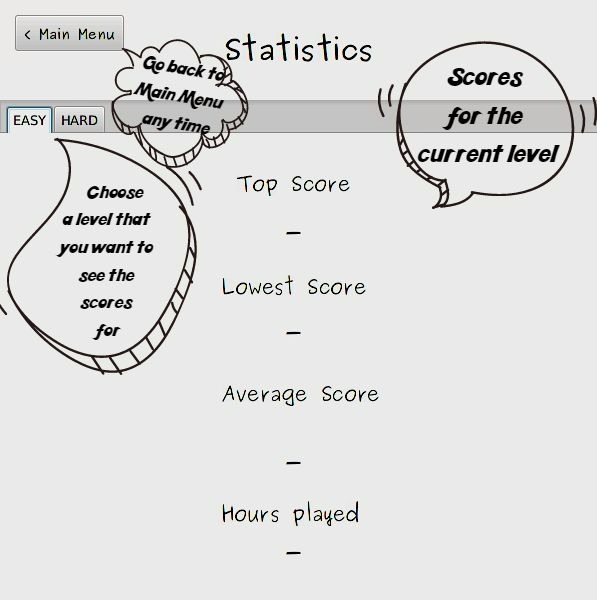 < Main Menu
Statistics
Go back to
Main Menu
any time
Scores
for the
current level
EASY
HARD
Choose
a level that
you want to
see the
scores
for
Top Score
–
Lowest Score
–
Average Score
–
Hours played
–